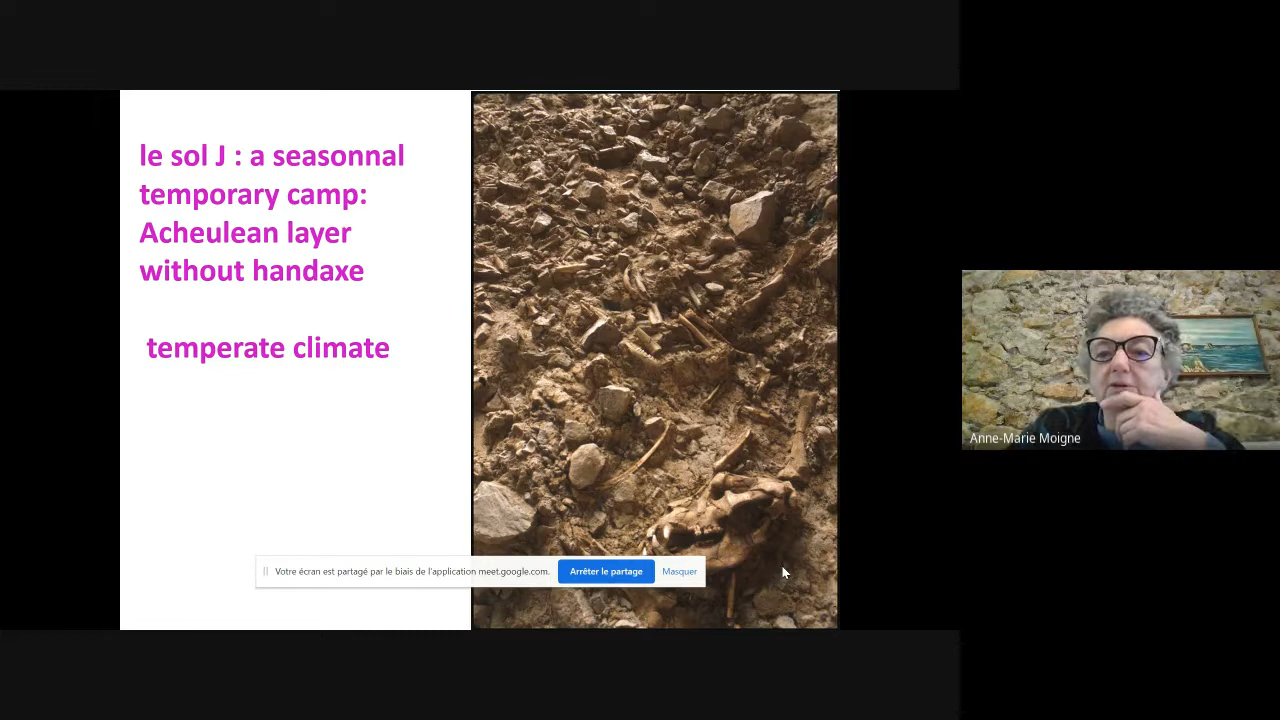 le sol J : a seasonnal
temporary camp:
Acheulean layer
without handaxe
temperate climate
Votre écran est partagé par le biais de l'application meet.google.com.
Arrêter le partage
Masquer
Anne-Marie Moigne